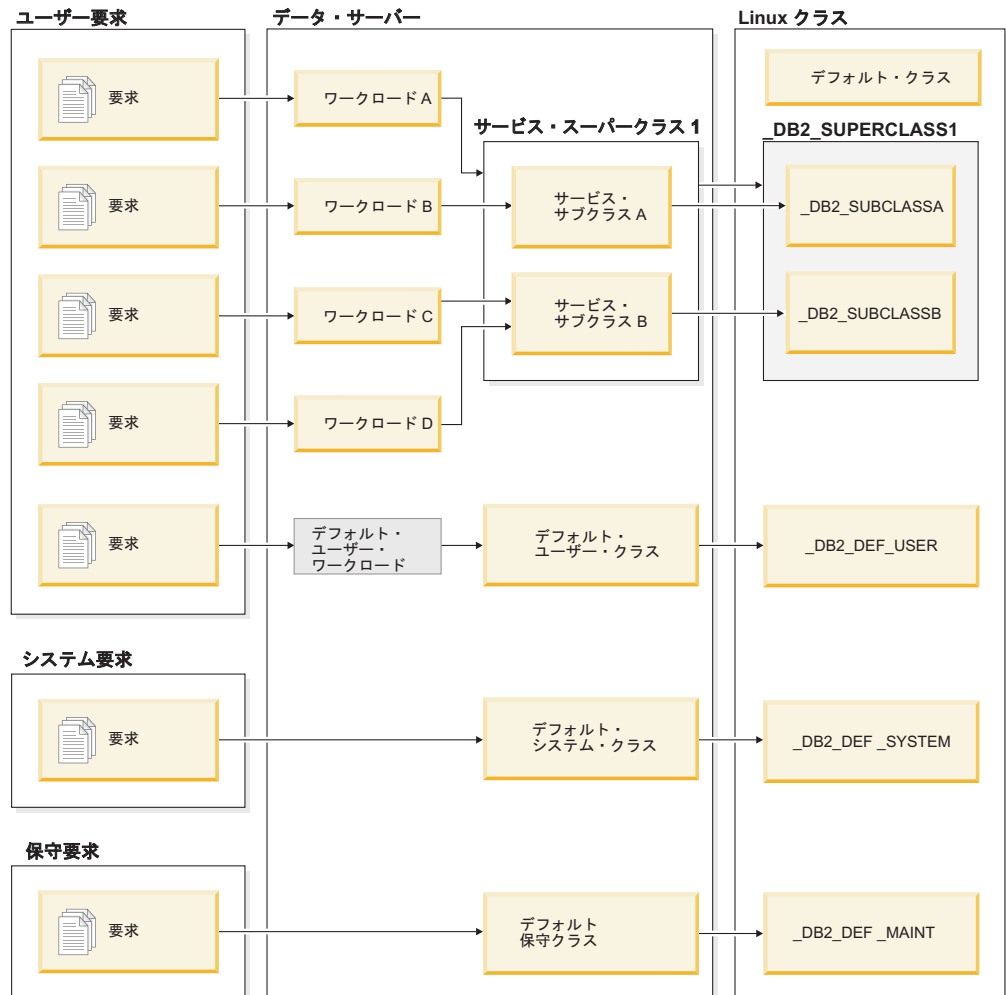 ユーザー要求
データ・サーバー
Linux クラス
要求
ワークロード A
デフォルト・クラス
サービス・スーパークラス 1
_DB2_SUPERCLASS1
要求
ワークロード B
サービス・
サブクラス A
_DB2_SUBCLASSA
要求
ワークロード C
サービス・
サブクラス B
_DB2_SUBCLASSB
要求
ワークロード D
要求
デフォルト・
ユーザー・
ワークロード
デフォルト・
ユーザー・クラス
_DB2_DEF_USER
システム要求
要求
デフォルト・
システム・クラス
_DB2_DEF _SYSTEM
保守要求
要求
デフォルト
保守クラス
_DB2_DEF _MAINT